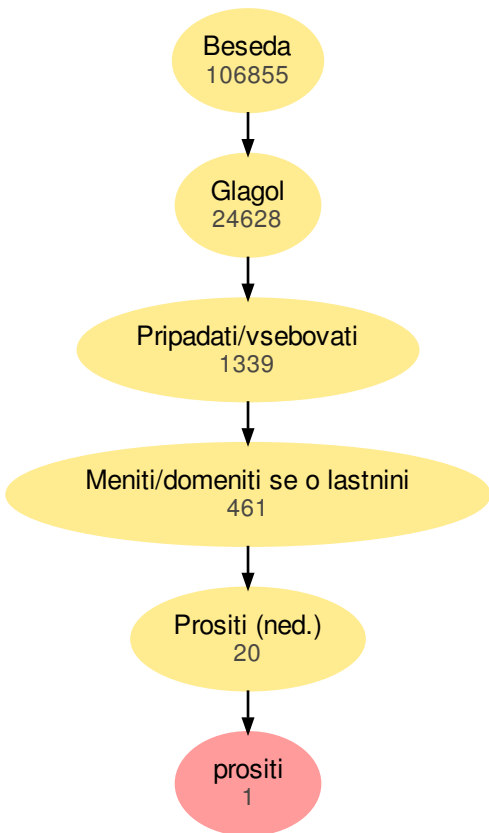 Beseda
106855
Glagol
24628
Pripadati/vsebovati
1339
Meniti/domeniti se o lastnini
461
Prositi (ned.)
20
prositi
1